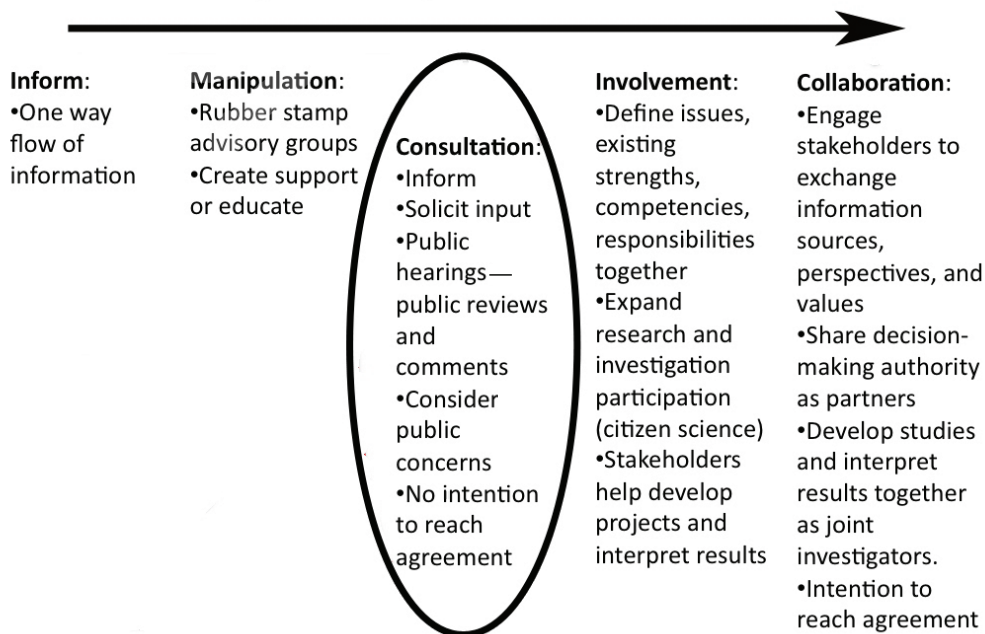 Inform:
•One way
flow of
information
Manipulation:
•Rubber stamp
advisory groups
•Create support
or educate
Consultation:
•Inform
•Solicit input
•Public
hearings—
public reviews
and
comments
•Consider
public
concerns
•No intention
to reach
agreement
Involvement:
•Define issues,
existing
strengths,
competencies,
responsibilities
together
•Expand
research and
investigation
participation
(citizen science)
•Stakeholders
help develop
projects and
interpret results
Collaboration:
•Engage
stakeholders to
exchange
information
sources,
perspectives, and
values
•Share decision-
making authority
as partners
•Develop studies
and interpret
results together
as joint
investigators.
•Intention to
reach agreement